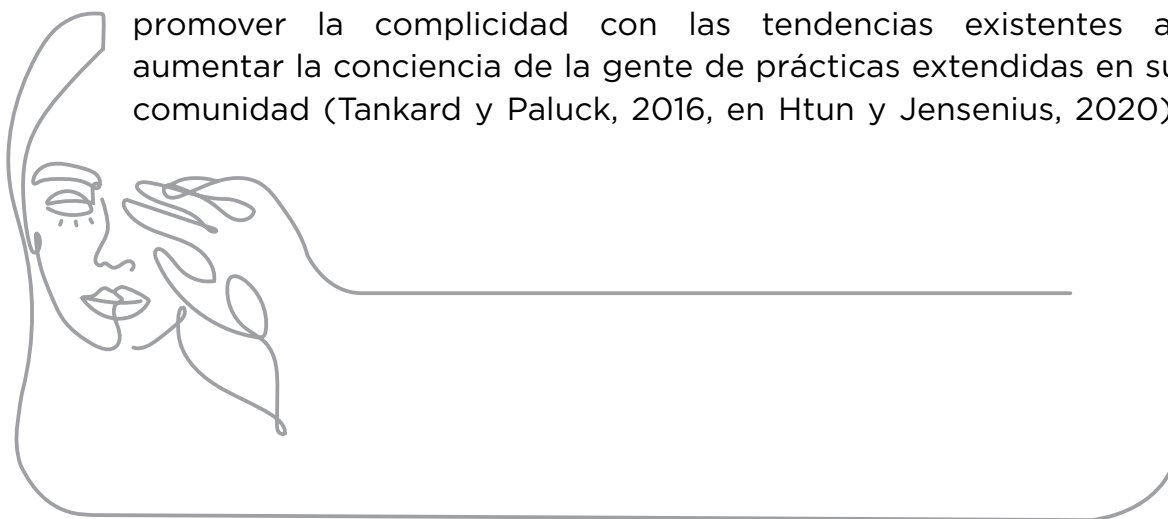 promover la complicidad con las tendencias existentes a
aumentar la conciencia de la gente de prácticas extendidas en su
comunidad (Tankard y Paluck, 2016, en Htun y Jensenius, 2020)